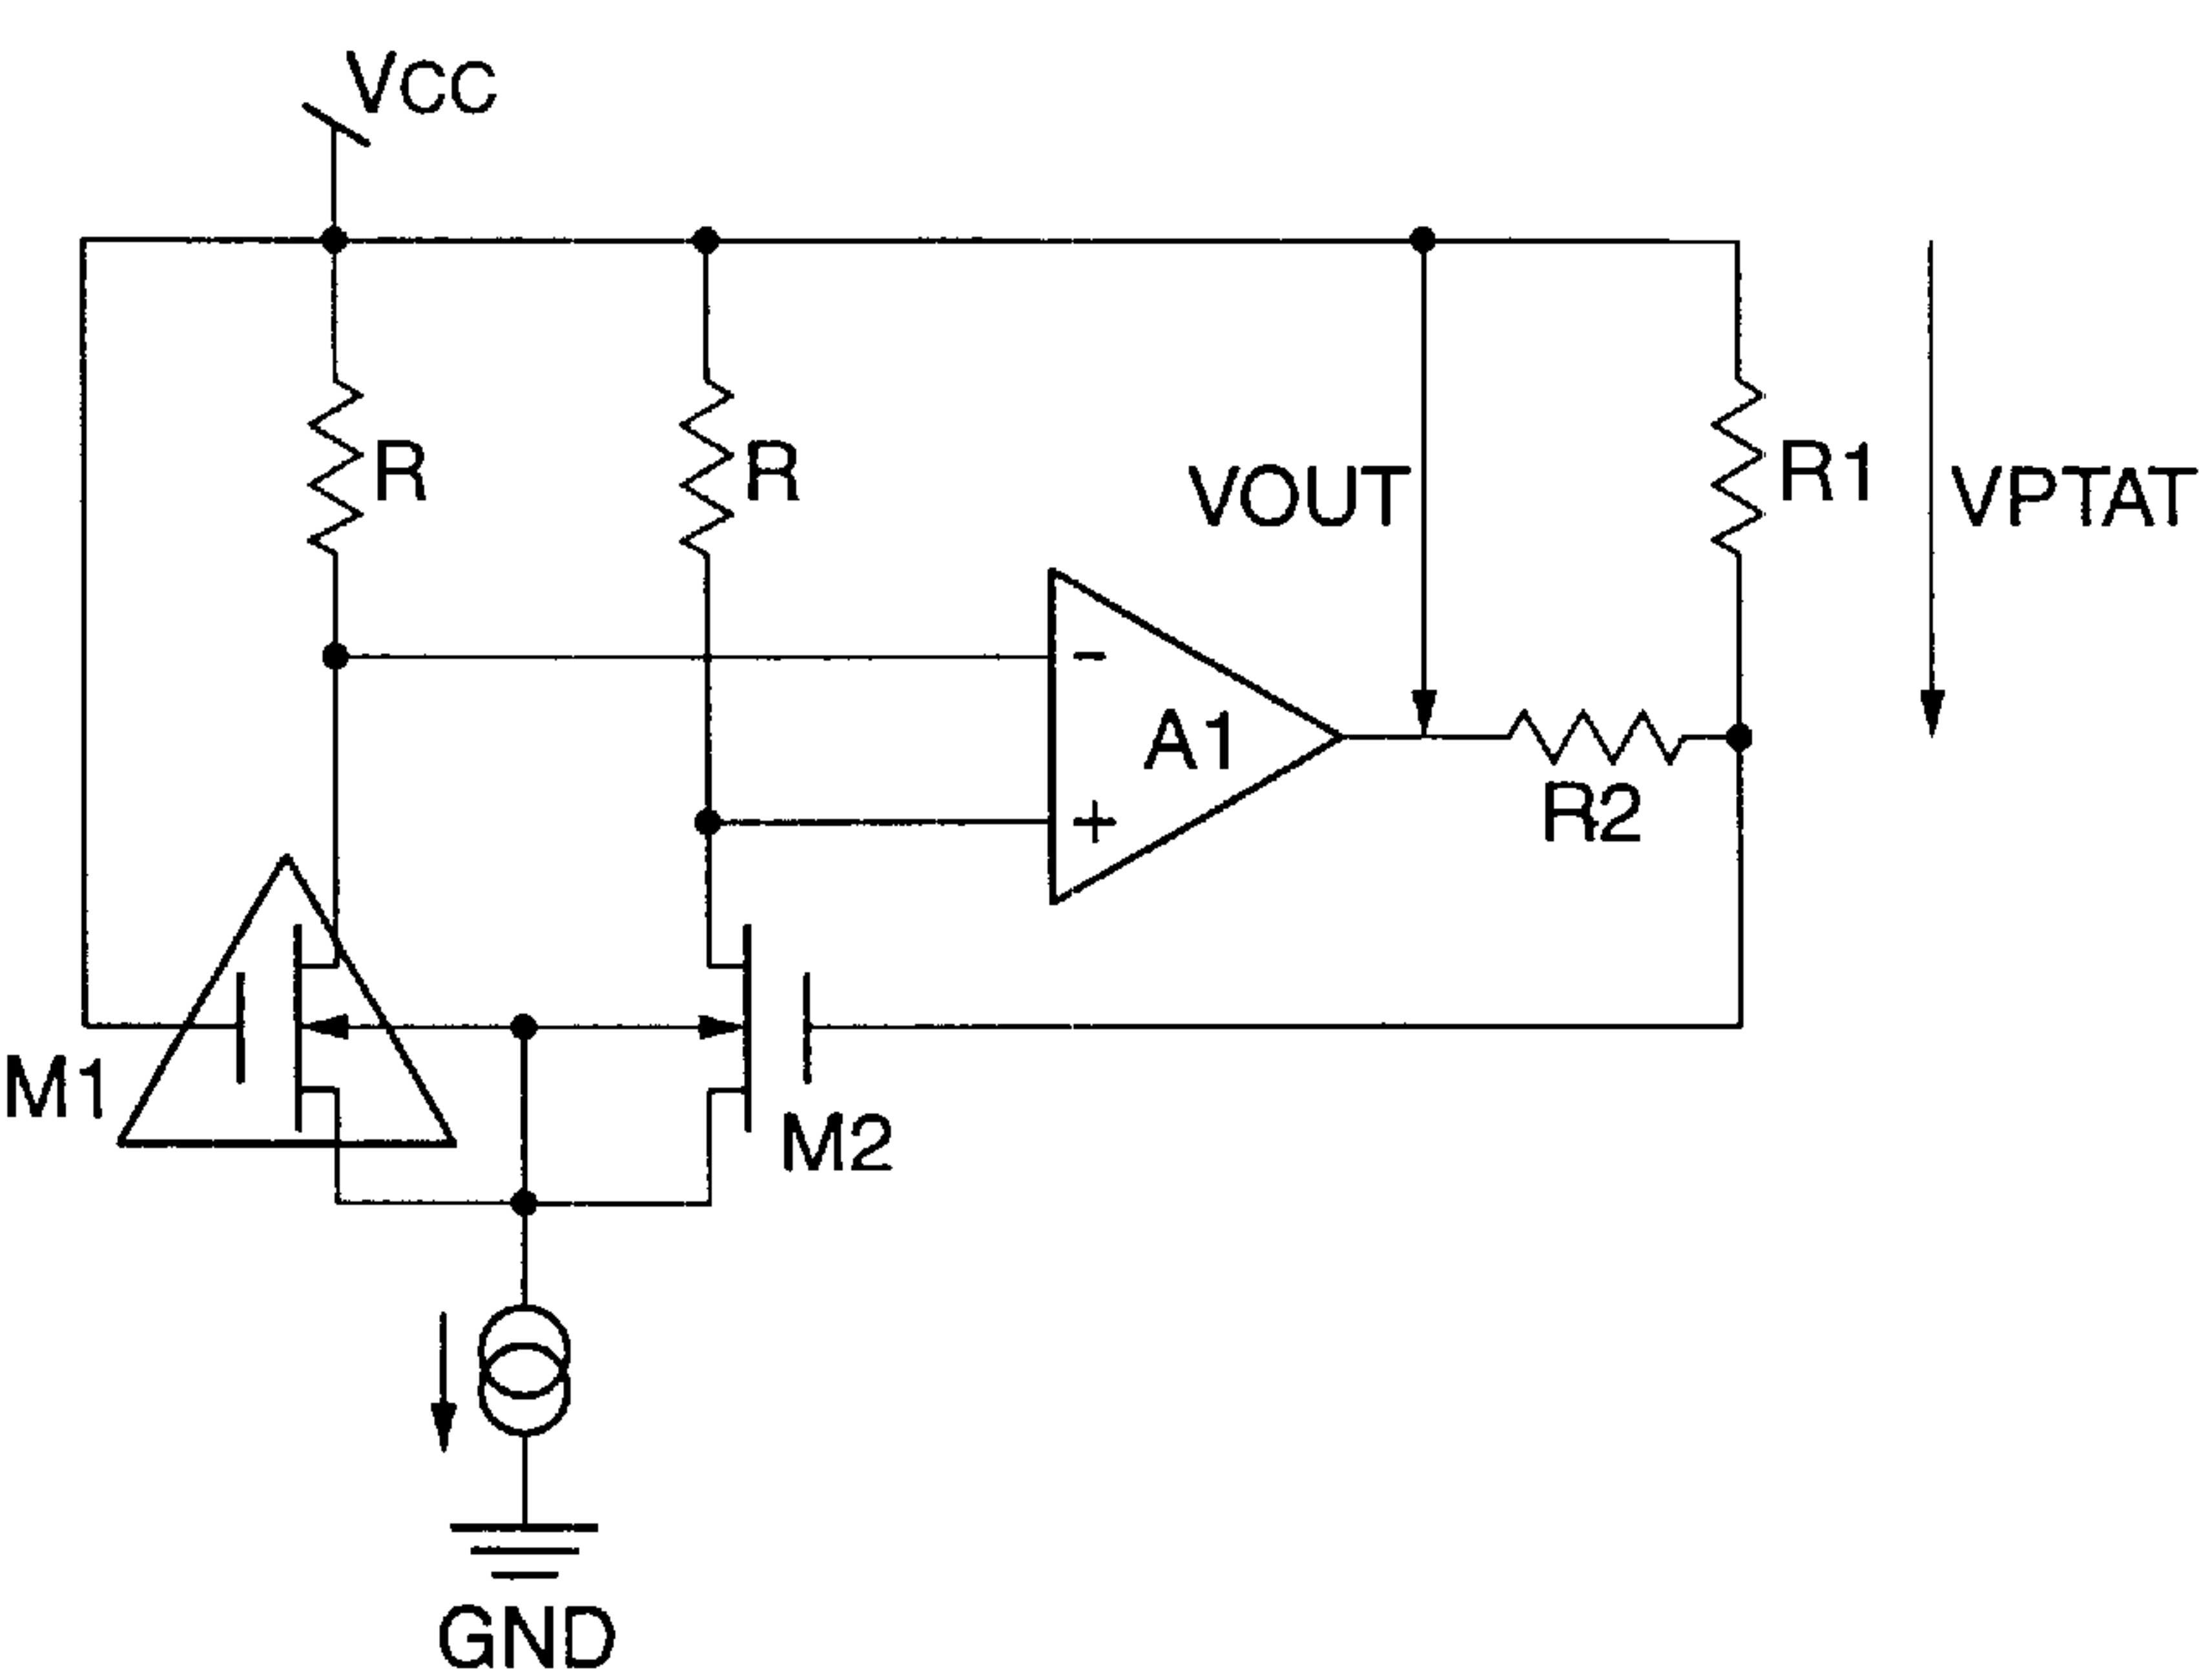 VCC
R
R
VOUT
R1
VPTAT
-
A1
R2
+
M1
M2
GND